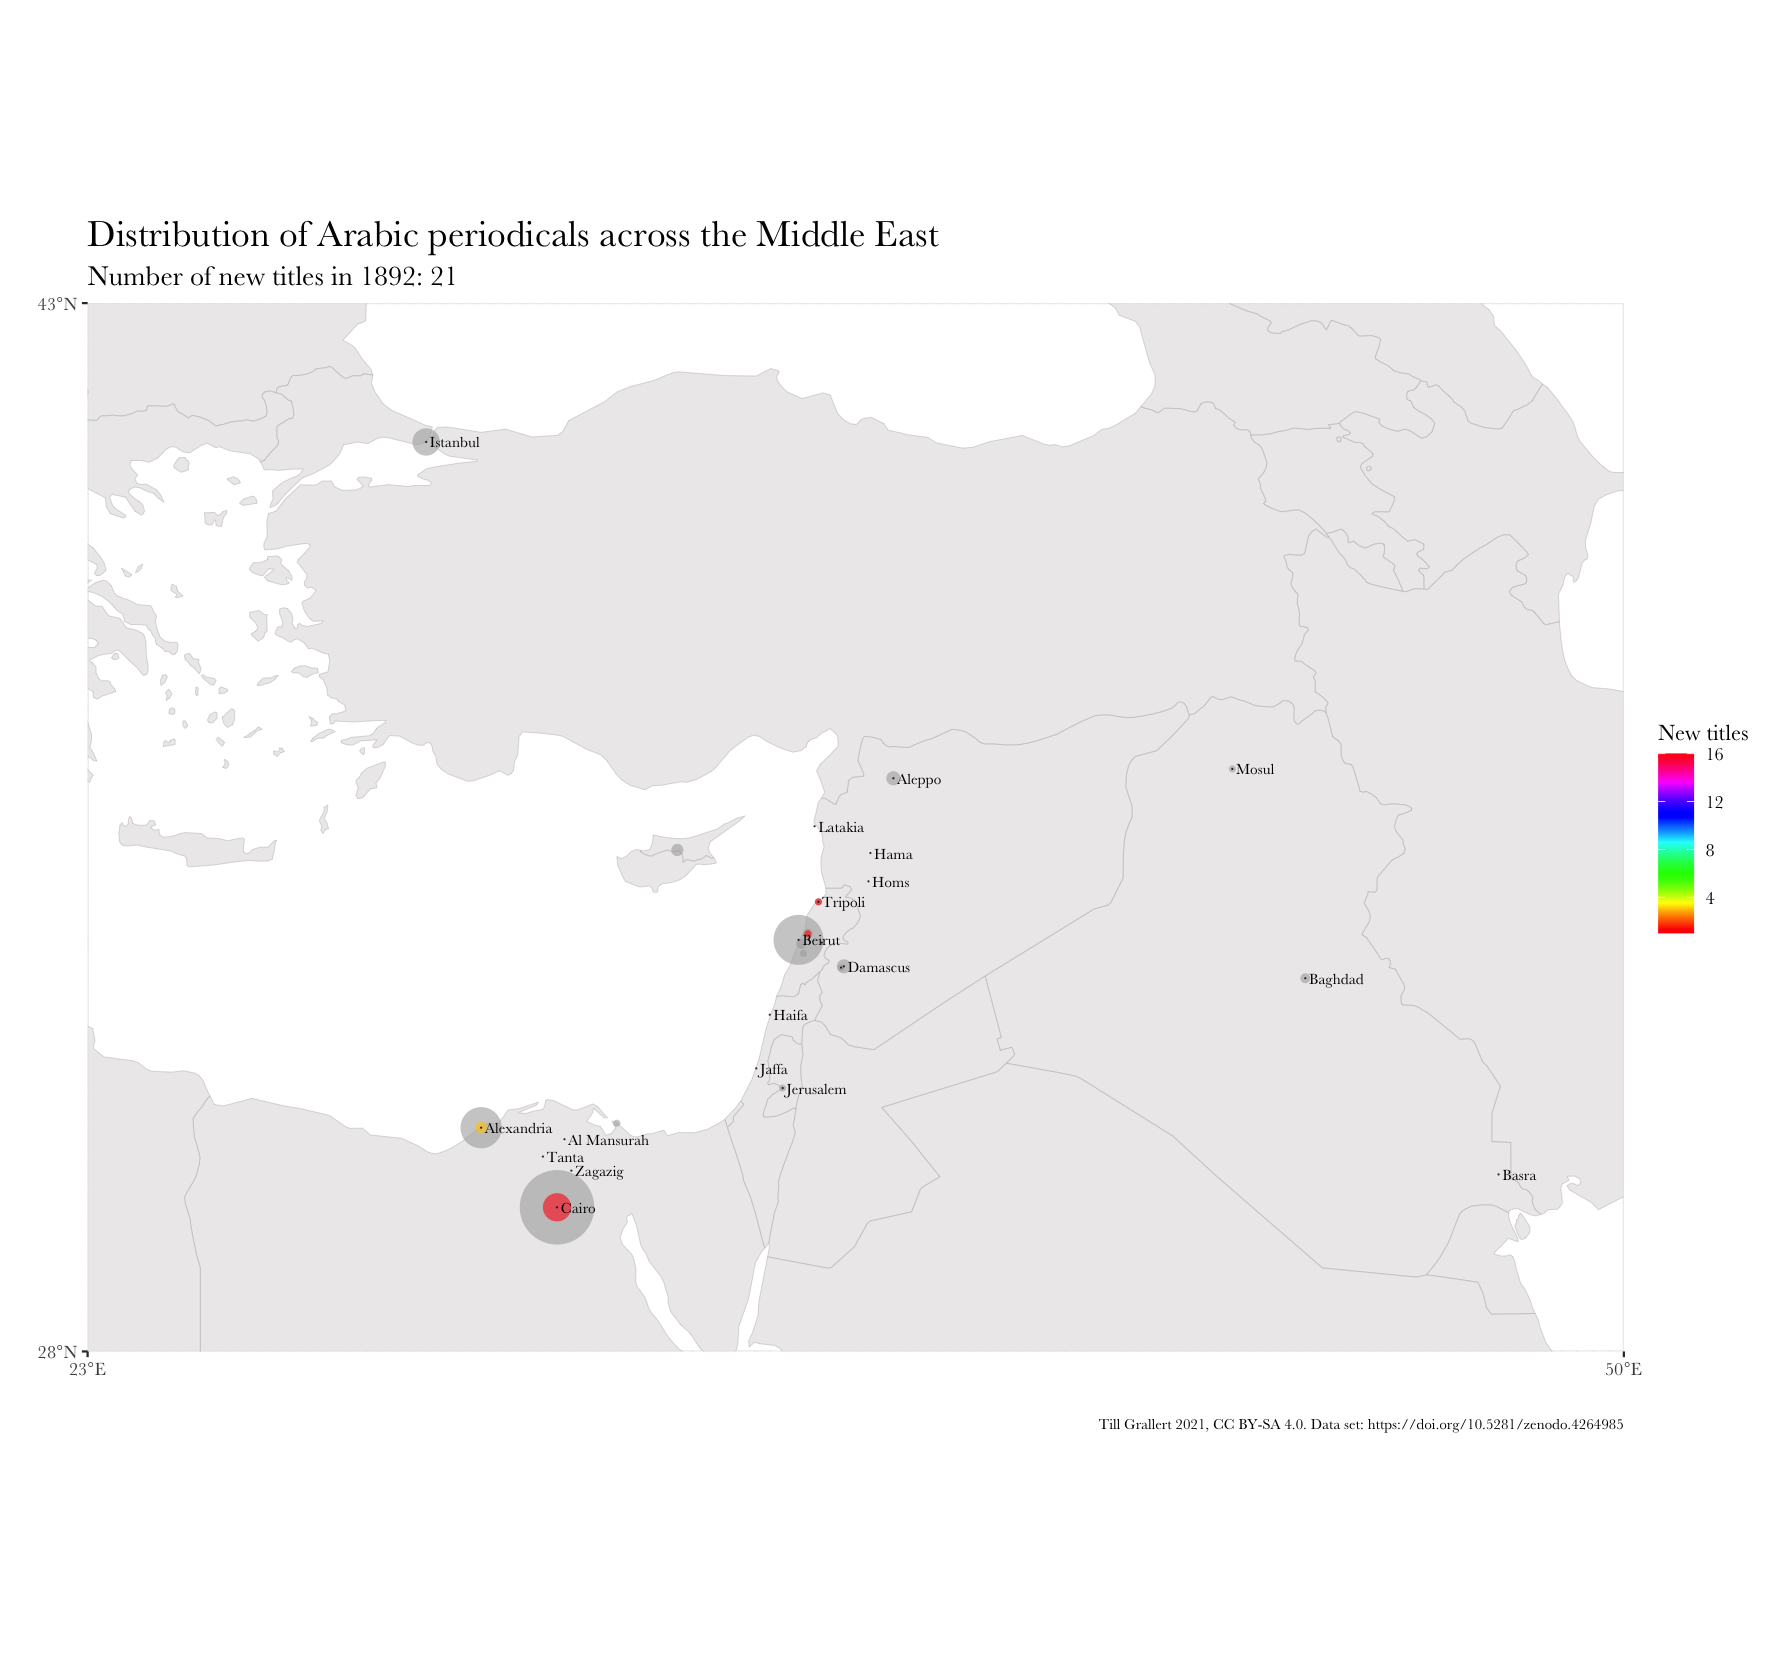 Distribution of Arabic periodicals across the Middle East
Number of new titles in 1892: 21
43°N
Istanbul
New titles
16
12
8
4
Mosul
Aleppo
Latakia
Hama
Homs
Tripoli
Beirut
Damascus
Baghdad
Haifa
Jaffa
Jerusalem
Alexandria
Al Mansurah
Tanta
Zagazig
Basra
Cairo
28°N
23°E
50°E
Till Grallert 2021, CC BY-SA 4.0. Data set: https://doi.org/10.5281/zenodo.4264985